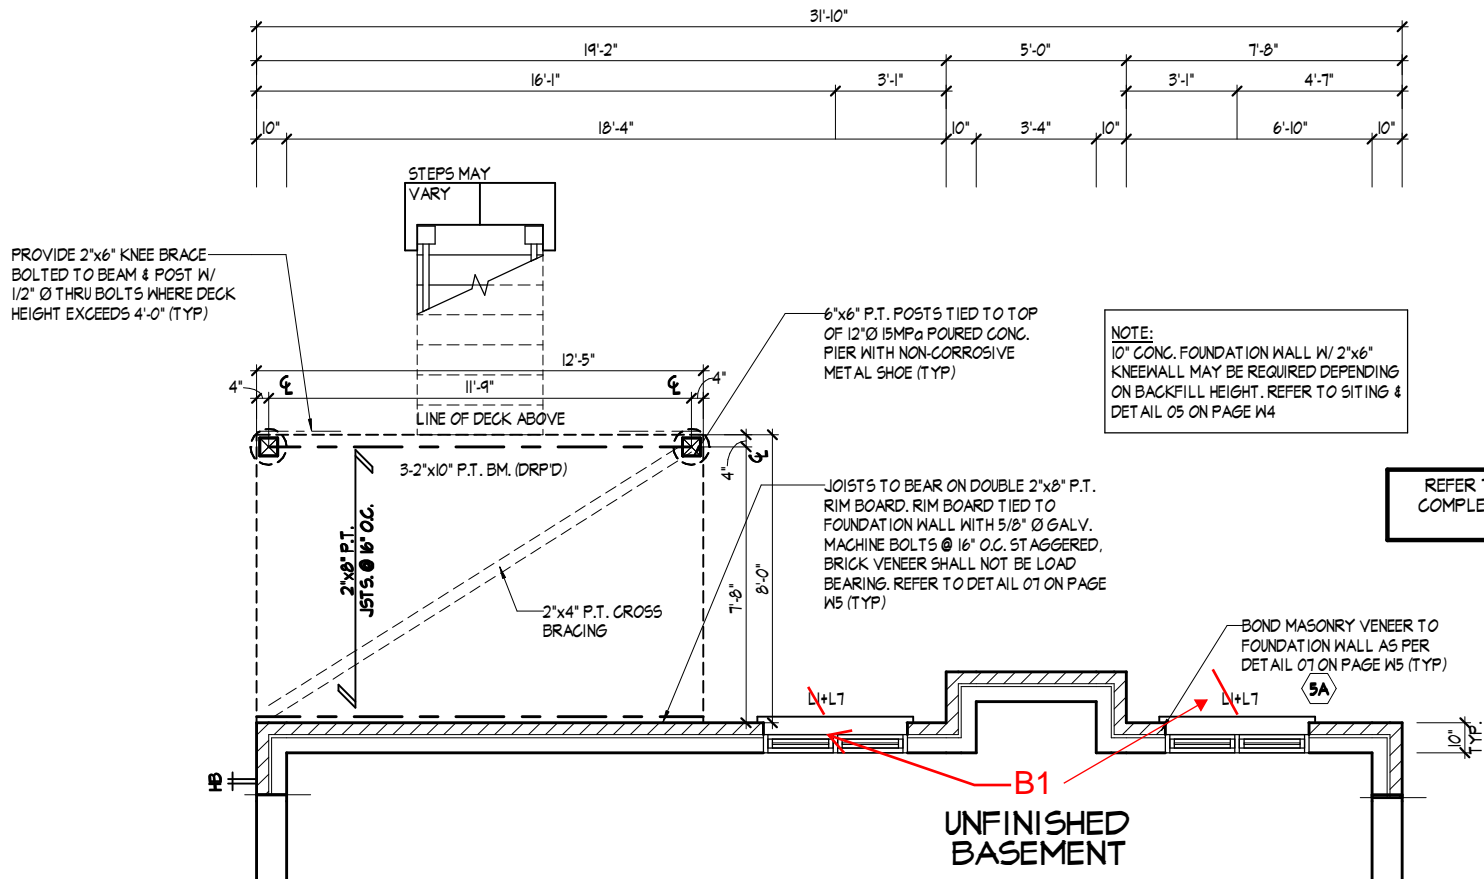 31'-10"
19'-2"
5'-0"
7'-8"
16'-1"
3'-1"
3'-1"
4'-7"
10"
18'-4"
10"
3'-4"
10"
6'-10"
10"
STEPS MAY
VARY
PROVIDE 2"x6" KNEE BRACE
BOLTED TO BEAM & POST W/
1/2" Ø THRU BOLTS WHERE DECK
HEIGHT EXCEEDS 4'-0" (TYP)
6"x6" P.T. POSTS TIED TO TOP
OF 12"Ø 15MPa POURED CONC.
PIER WITH NON-CORROSIVE
METAL SHOE (TYP)
NOTE:
10" CONC. FOUNDATION WALL W/ 2"x6"
KNEEWALL MAY BE REQUIRED DEPENDING
ON BACKFILL HEIGHT. REFER TO SITING &
DETAIL 05 ON PAGE W4
12'-5"
4"
11'-9"
4"
LINE OF DECK ABOVE
3-2"x10" P.T. BM. (DRP'D)
4"
2"x8" P.T.
JSTS. @ 16" O.C.
7'-8"
8'-0"
JOISTS TO BEAR ON DOUBLE 2"x8" P.T.
RIM BOARD. RIM BOARD TIED TO
FOUNDATION WALL WITH 5/8" Ø GALV.
MACHINE BOLTS @ 16" O.C. STAGGERED,
BRICK VENEER SHALL NOT BE LOAD
BEARING. REFER TO DETAIL 07 ON PAGE
W5 (TYP)
REFER
COMPLE
2"x4" P.T. CROSS
BRACING
BOND MASONRY VENEER TO
FOUNDATION WALL AS PER
DETAIL 07 ON PAGE W5 (TYP)
5A
L1+L7
L1+L7
10"
TYP.
HB
B1
UNFINISHED
BASEMENT